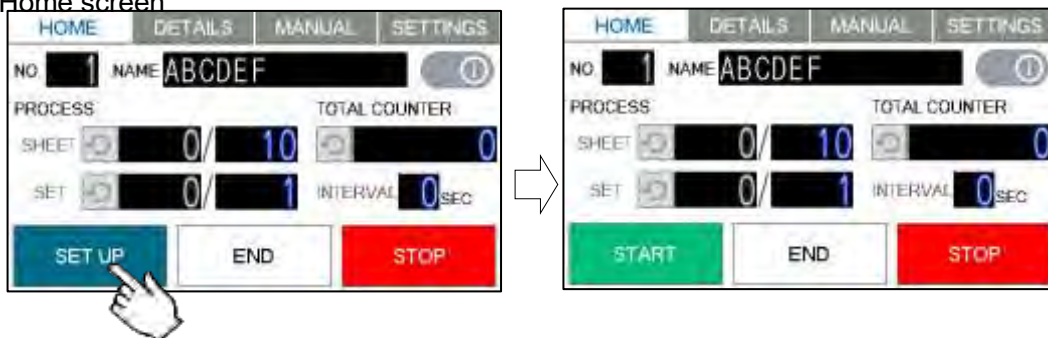 Home screen
HOME DETAILS MANUAL SETTINGS
NO. 1 NAME ABCDEF
PROCESS TOTAL COUNTER
SHEET 0/ 10 0
SET 0/ 1 INTERVAL 0 SEC
SET UP END STOP
HOME DETAILS MANUAL SETTINGS
NO. 1 NAME ABCDEF
PROCESS TOTAL COUNTER
SHEET 0/ 10 0
SET 0/ 1 INTERVAL 0 SEC
START END STOP